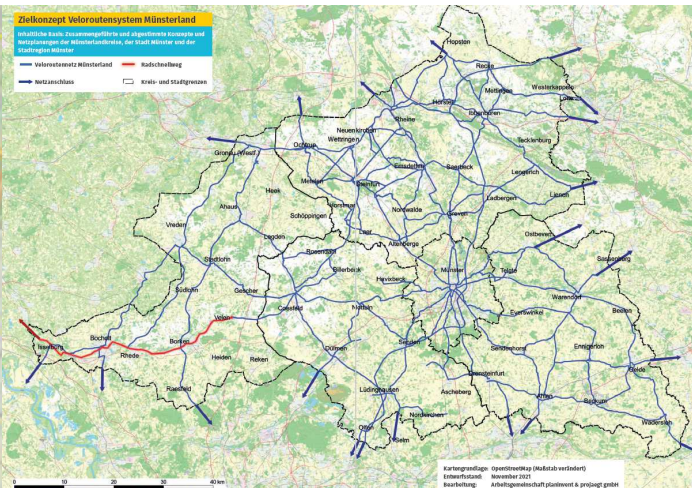 Zielkonzept Veloroutensystem Münsterland
Inhaltliche Basis: Zusammengeführte und abgestimmte Konzepte und
Netzplanungen der Münsterlandkreise, der Stadt Münster und der
Stadtregion Münster
Veloroutennetz Münsterland
Radschnellweg
Netzanschluss
Kreis- und Stadtgrenzen
Hopsten
Recke
Mettingen
Westerkappeln
Lotte
Hörstel
Ibbenbüren
Rheine
Neuenkirchen
Wettringen
Tecklenburg
Ochtrup
Gronau (Westf.)
Emsdetten
Saerbeck
Lengerich
Metelen
Steinfurt
Heek
Lienen
Ladbergen
Ahaus
Horstmar
Nordwalde
Greven
Schöppingen
Vreden
Laer
Ostbevern
Legden
Altenberge
Rosendahl
Sassenberg
Stadtlohn
Billerbeck
Münster
Telgte
Havixbeck
Südlohn
Gescher
Warendorf
Coesfeld
Nottuln
Everswinkel
Beelen
Velen
Bocholt
Borken
Isselburg
Rhede
Dülmen
Senden
Sendenhorst
Ennigerloh
Heiden
Reken
Oelde
Drensteinfurt
Raesfeld
Lüdinghausen
Ascheberg
Ahlen
Beckum
Nordkirchen
Wadersloh
Olfen
Selm
0 10 20 30 40 km
Kartengrundlage: OpenStreetMap (Maßstab verändert)
Entwurfsstand: November 2021
Bearbeitung: Arbeitsgemeinschaft planinvent & projaegt gmbH